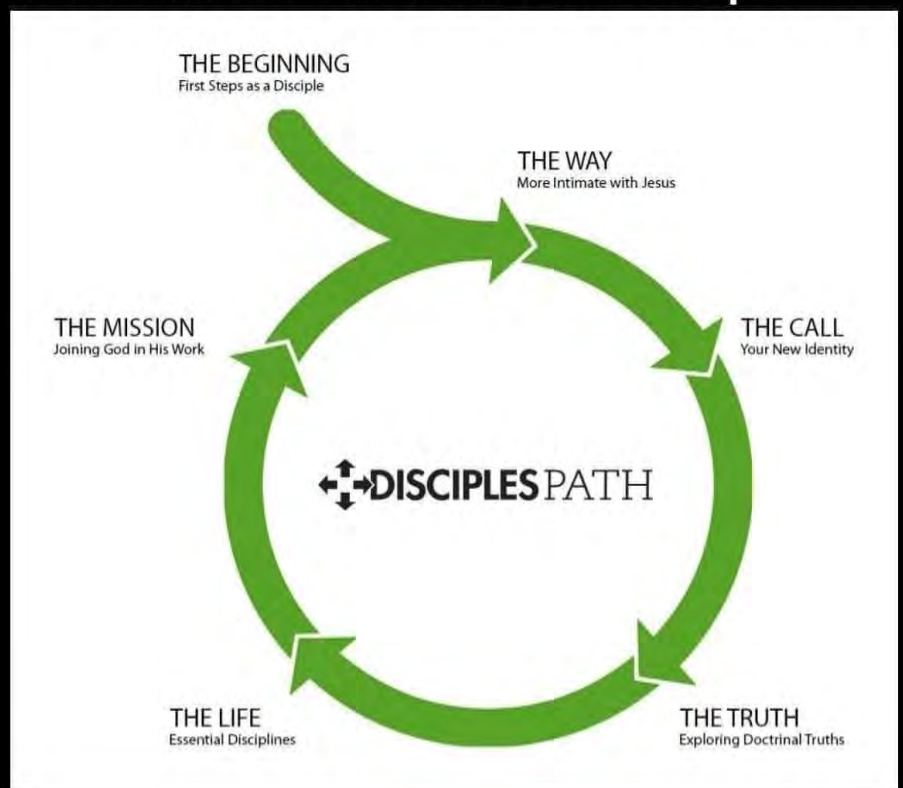 THE BEGINNING
First Steps as a Disciple
THE WAY
More Intimate with Jesus
THE CALL
Your New Identity
THE TRUTH
Exploring Doctrinal Truths
THE LIFE
Essential Disciplines
THE MISSION
Joining God in His Work
DISCIPLES PATH